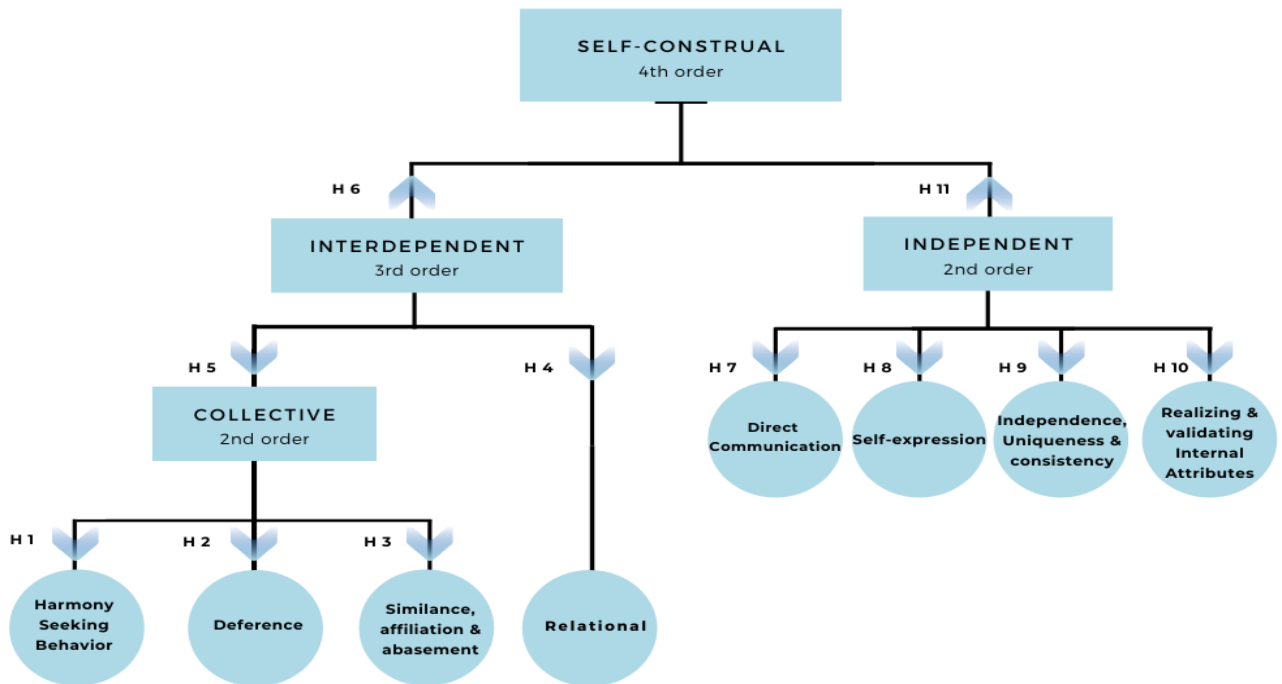 SELF-CONSTRUAL
4th order
H 6
H 11
INTERDEPENDENT
3rd order
INDEPENDENT
2nd order
H 5
H 4
H 7
H 8
H 9
H 10
COLLECTIVE
2nd order
Direct
Communication
Self-expression
Independence,
Uniqueness &
consistency
Realizing &
validating
Internal
Attributes
H 1
H 2
H 3
Harmony
Seeking
Behavior
Deference
Similance,
affiliation &
abasement
Relational